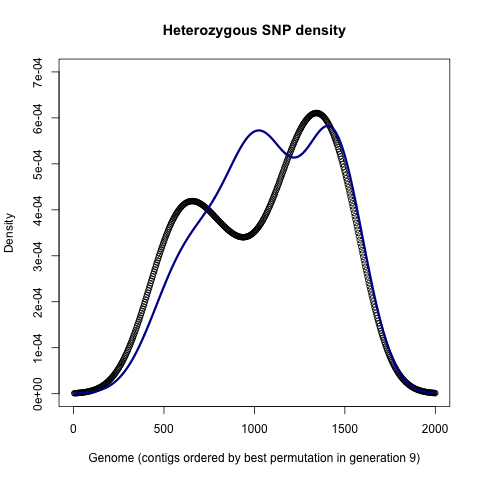 Heterozygous SNP density
7e-04
6e-04
5e-04
4e-04
3e-04
2e-04
1e-04
0e+00
Density
0 500 1000 1500 2000
Genome (contigs ordered by best permutation in generation 9)